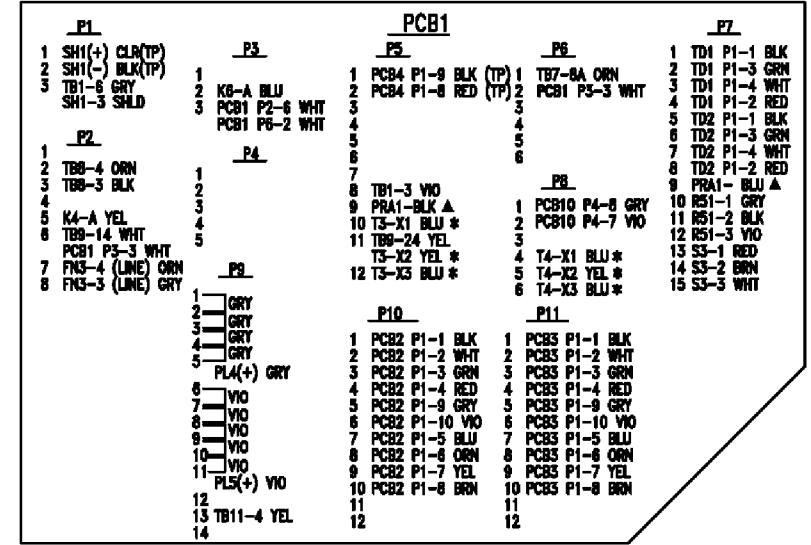 PCB1
P1
1 SH1(+) CLR(TP)
2 SH1(-) BLK(TP)
3 TB1-6 GRY
SH1-3 SHLD
P2
1
2 TB8-4 ORN
3 TB8-3 BLK
4
5 K4-A YEL
6 TB9-14 WHT
PCB1 P3-3 WHT
7 FN3-4 (LINE) ORN
8 FN3-3 (LINE) GRY
P3
1
2 K6-A BLU
3 PCB1 P2-6 WHT
PCB1 P6-2 WHT
P4
1
2
3
4
5
P9
1
GRY
2
GRY
3
GRY
4
GRY
5
PL4(+) GRY
6
VIO
7
VIO
8
VIO
9
VIO
10
VIO
11
PL5(+) VIO
12
13 TB11-4 YEL
14
P5
1 PCB4 P1-9 BLK (TP)
2 PCB4 P1-8 RED (TP)
3
4
5
6
7
8 TB1-3 VIO
9 PRA1-BLK ▲
10 T3-X1 BLU *
11 TB9-24 YEL
T3-X2 YEL *
12 T3-X3 BLU *
P6
1 TB7-8A ORN
2 PCB1 P3-3 WHT
3
4
5
6
P8
1 PCB10 P4-8 GRY
2 PCB10 P4-7 VIO
3
4 T4-X1 BLU *
5 T4-X2 YEL *
6 T4-X3 BLU *
P10
1 PCB2 P1-1 BLK
2 PCB2 P1-2 WHT
3 PCB2 P1-3 GRN
4 PCB2 P1-4 RED
5 PCB2 P1-9 GRY
6 PCB2 P1-10 VIO
7 PCB2 P1-5 BLU
8 PCB2 P1-6 ORN
9 PCB2 P1-7 YEL
10 PCB2 P1-8 BRN
11
12
P11
1 PCB3 P1-1 BLK
2 PCB3 P1-2 WHT
3 PCB3 P1-3 GRN
4 PCB3 P1-4 RED
5 PCB3 P1-9 GRY
6 PCB3 P1-10 VIO
7 PCB3 P1-5 BLU
8 PCB3 P1-6 ORN
9 PCB3 P1-7 YEL
10 PCB3 P1-8 BRN
11
12
P7
1 TD1 P1-1 BLK
2 TD1 P1-3 GRN
3 TD1 P1-4 WHT
4 TD1 P1-2 RED
5 TD2 P1-1 BLK
6 TD2 P1-3 GRN
7 TD2 P1-4 WHT
8 TD2 P1-2 RED
9 PRA1- BLU ▲
10 R51-1 GRY
11 R51-2 BLK
12 R51-3 VIO
13 S3-1 RED
14 S3-2 BRN
15 S3-3 WHT